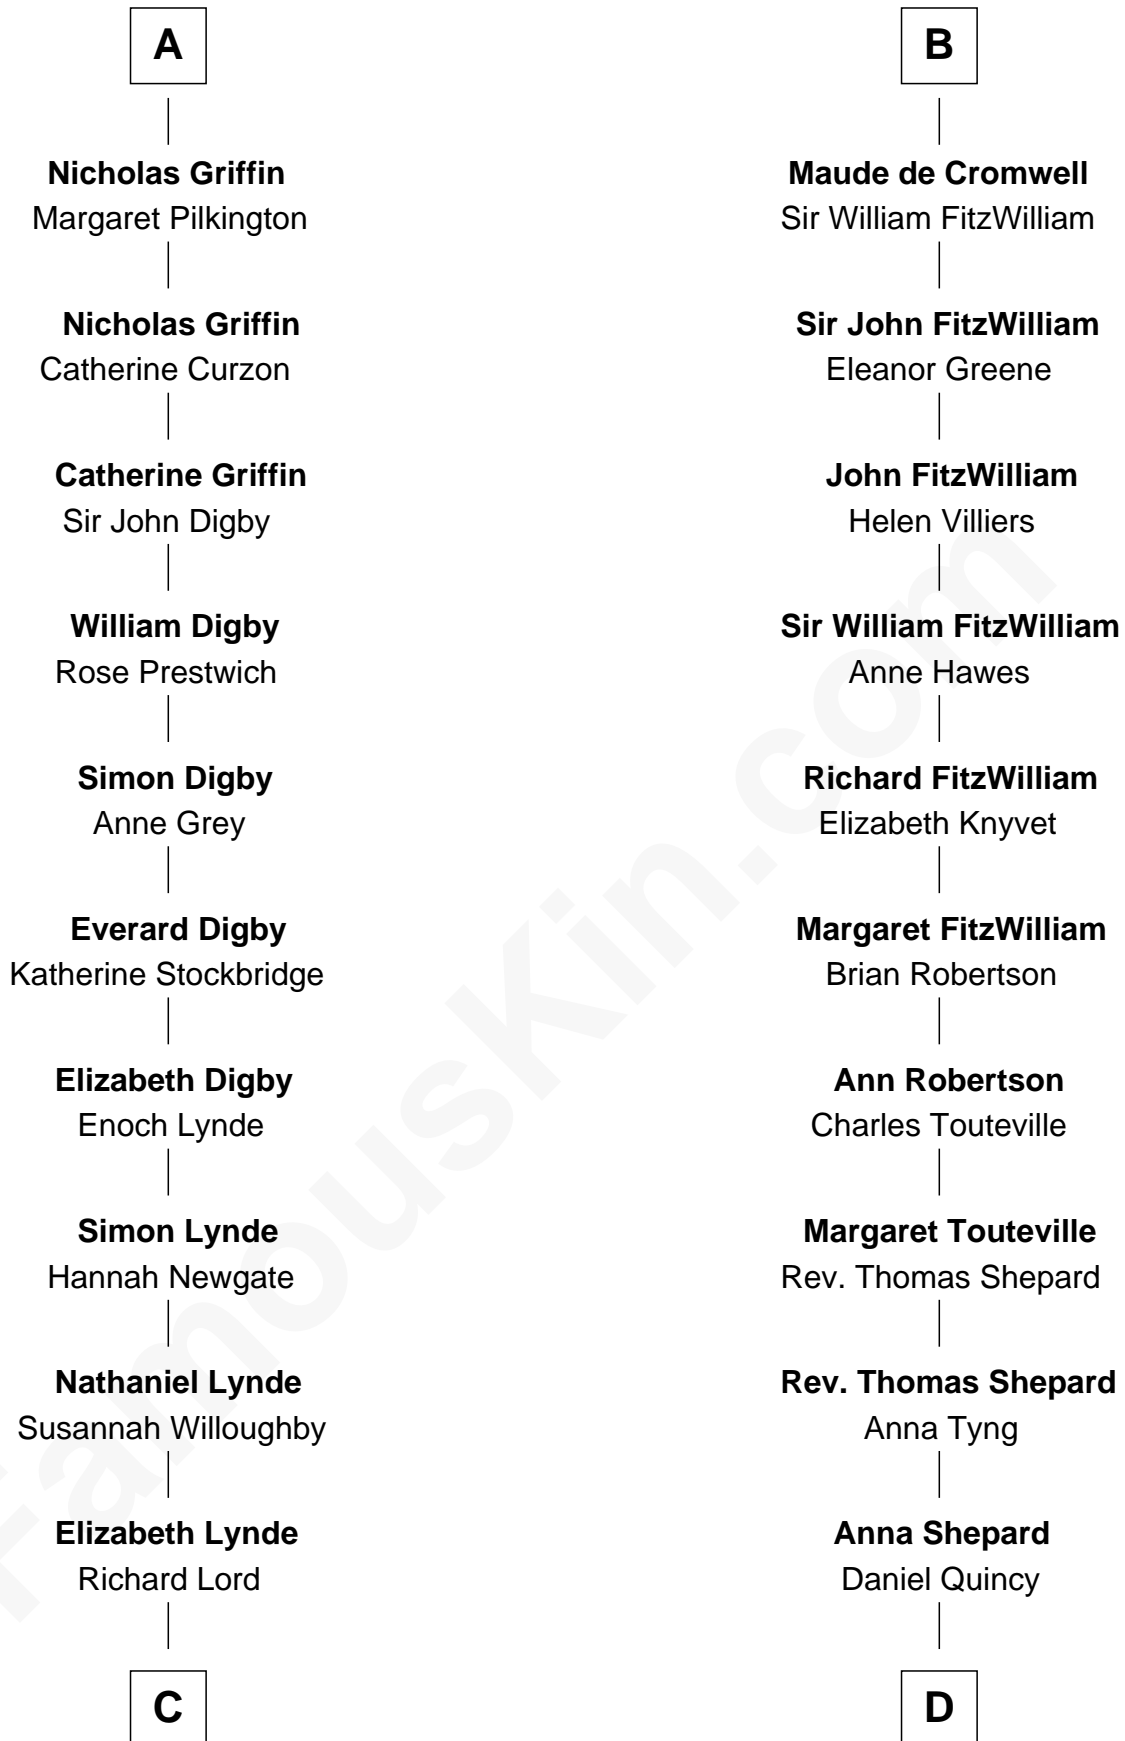 A
Nicholas Griffin
Margaret Pilkington
Nicholas Griffin
Catherine Curzon
Catherine Griffin
Sir John Digby
William Digby
Rose Prestwich
Simon Digby
Anne Grey
Everard Digby
Katherine Stockbridge
Elizabeth Digby
Enoch Lynde
Simon Lynde
Hannah Newgate
Nathaniel Lynde
Susannah Willoughby
Elizabeth Lynde
Richard Lord
C
B
Maude de Cromwell
Sir William FitzWilliam
Sir John FitzWilliam
Eleanor Greene
John FitzWilliam
Helen Villiers
Sir William FitzWilliam
Anne Hawes
Richard FitzWilliam
Elizabeth Knyvet
Margaret FitzWilliam
Brian Robertson
Ann Robertson
Charles Touteville
Margaret Touteville
Rev. Thomas Shepard
Rev. Thomas Shepard
Anna Tyng
Anna Shepard
Daniel Quincy
D
FamousKin.com